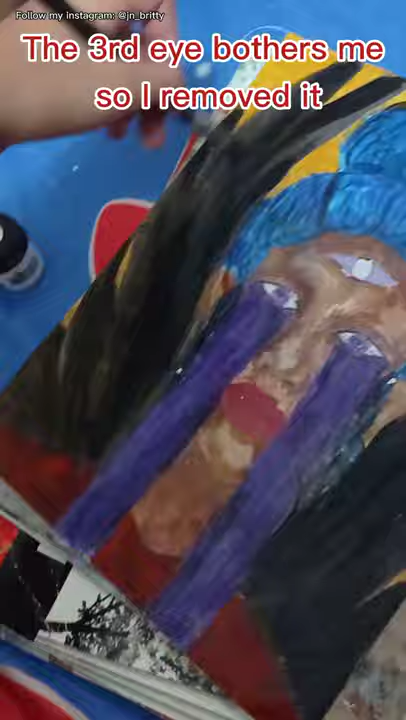 Follow my Instagram: @jn_britty
The 3rd eye bothers me
so I removed it